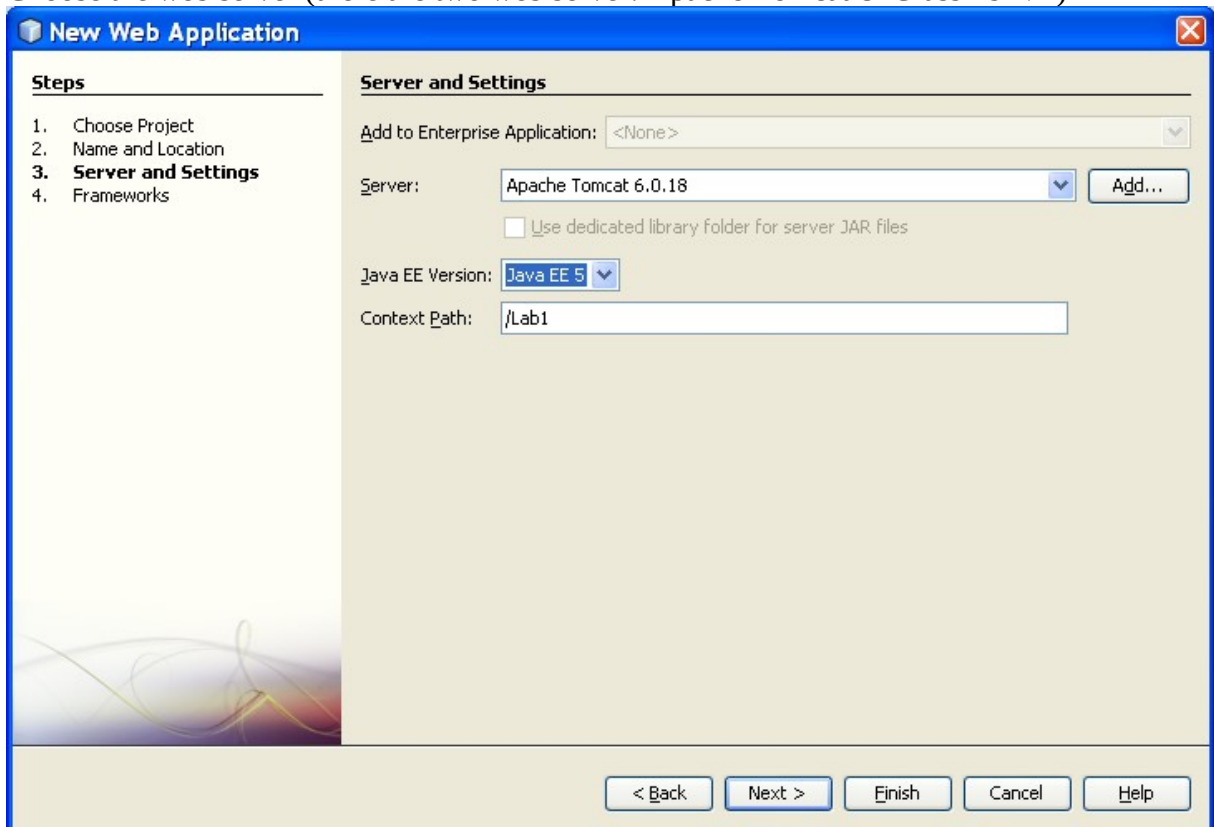 New Web Application
Steps
1. Choose Project
2. Name and Location
3. Server and Settings
4. Frameworks
Server and Settings
Add to Enterprise Application: <None>
Server: Apache Tomcat 6.0.18 Add...
Use dedicated library folder for server JAR files
Java EE Version: Java EE 5
Context Path: /Lab1
< Back Next > Finish Cancel Help